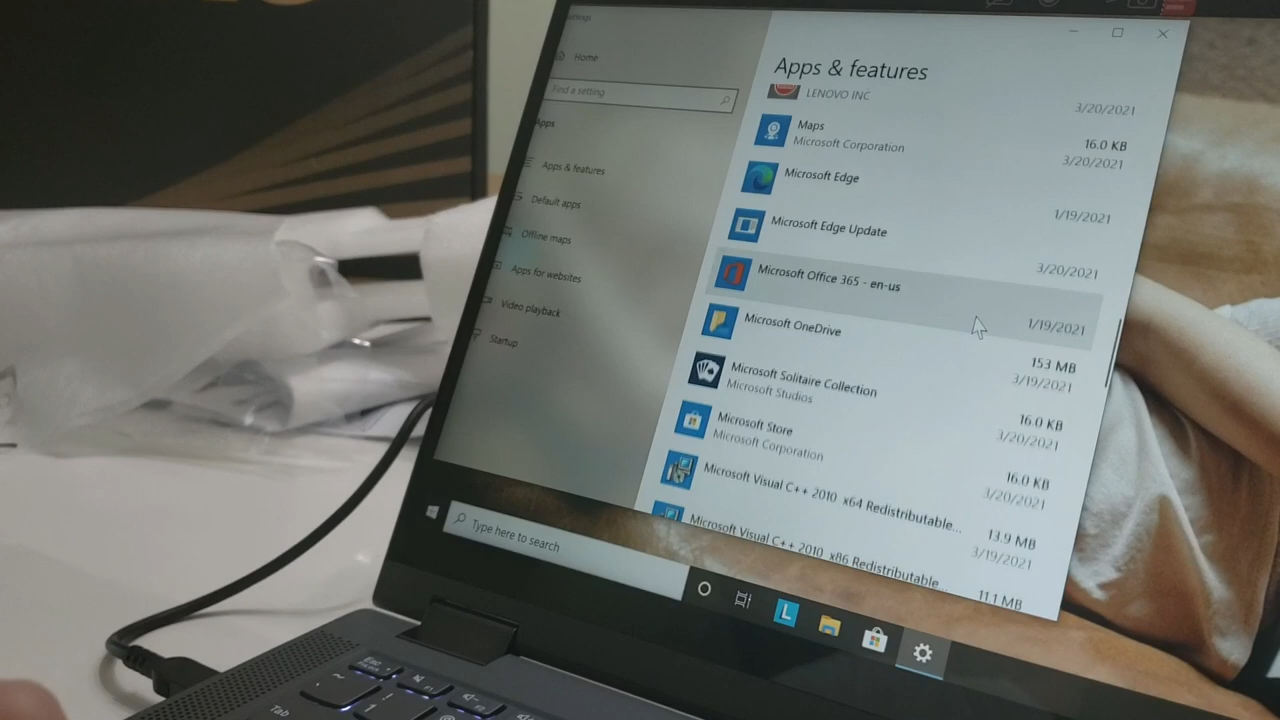 Home
Find a setting
Apps
Apps & features
Default apps
Offline maps
Apps for websites
Video playback
Startup
Apps & features
LENOVO INC
3/20/2021
Maps
Microsoft Corporation
16.0 KB
3/20/2021
Microsoft Edge
1/19/2021
Microsoft Edge Update
3/20/2021
Microsoft Office 365 - en-us
1/19/2021
Microsoft OneDrive
153 MB
3/19/2021
Microsoft Solitaire Collection
Microsoft Studios
16.0 KB
3/20/2021
Microsoft Store
Microsoft Corporation
16.0 KB
3/20/2021
Microsoft Visual C++ 2010 x64 Redistributable...
13.9 MB
3/19/2021
Microsoft Visual C++ 2010 x86 Redistributable...
11.1 MB
Type here to search
L
Esc
~
1
Tab